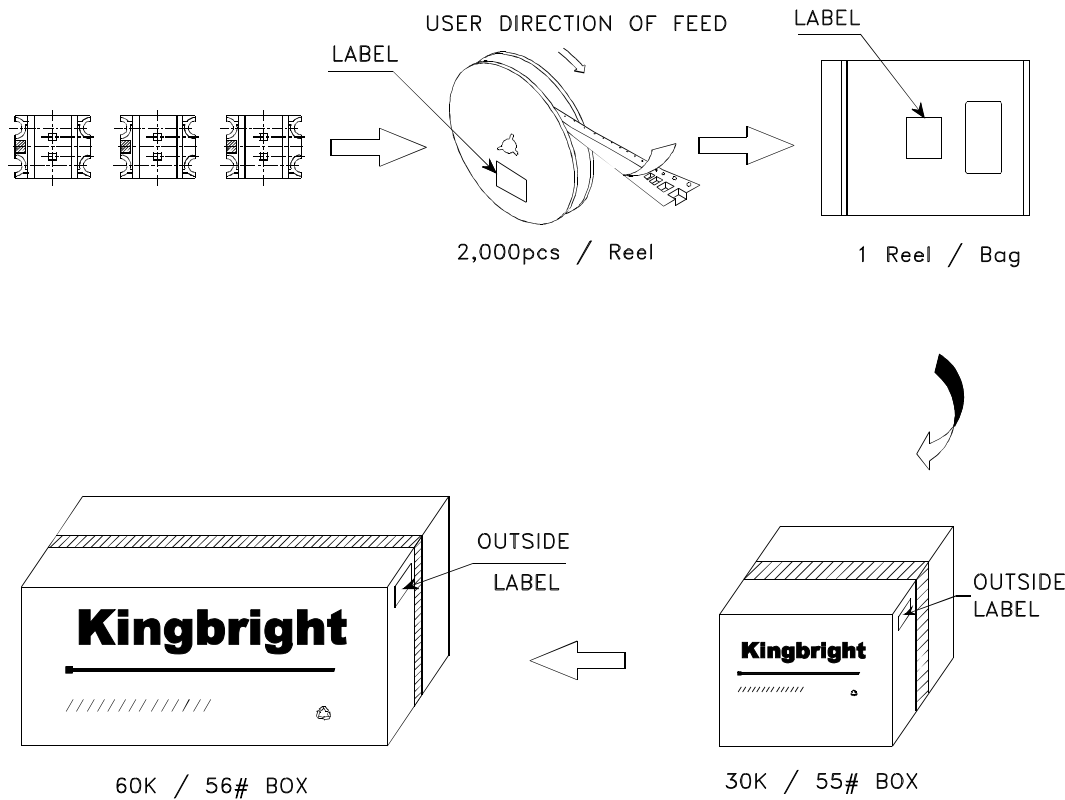 USER DIRECTION OF FEED
LABEL
LABEL
2,000pcs / Reel
1 Reel / Bag
OUTSIDE
LABEL
Kingbright
60K / 56# BOX
OUTSIDE
LABEL
Kingbright
30K / 55# BOX